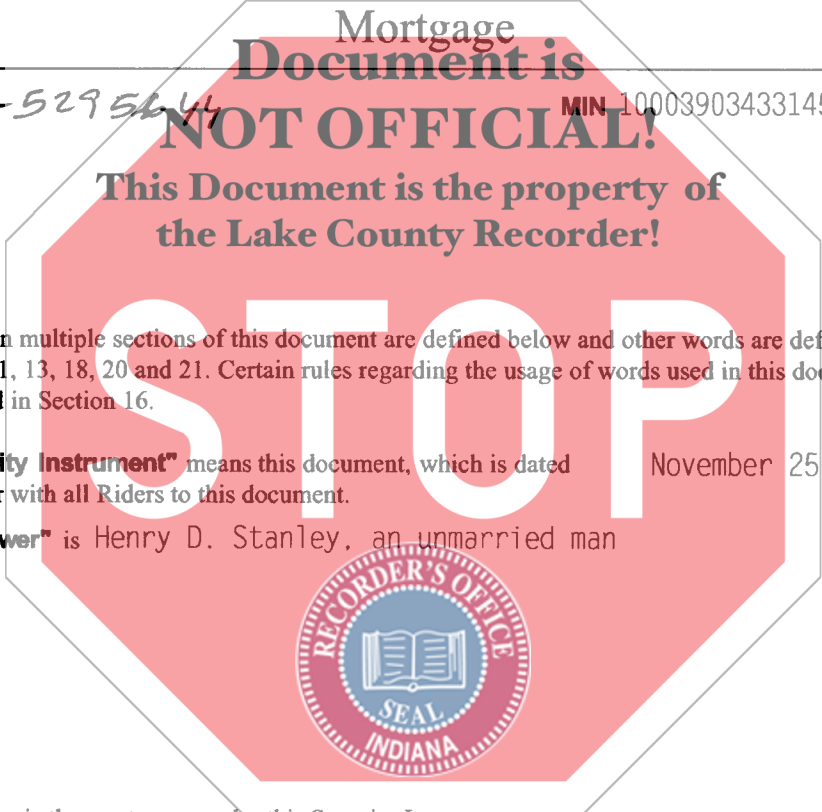 Mortgage
Document is
-529 MIN 10003903433145
NOT OFFICIAL!
This Document is the property of
the Lake County Recorder!
n multiple sections of this document are defined below and other words are def
1, 13, 18, 20 and 21. Certain rules regarding the usage of words used in this doc
in Section 16.
STOP
ity Instrument" means this document, which is dated November 25
with all Riders to this document.
wer" is Henry D. Stanley, an unmarried man
RECORDER'S OFFICE
SEAL
INDIANA